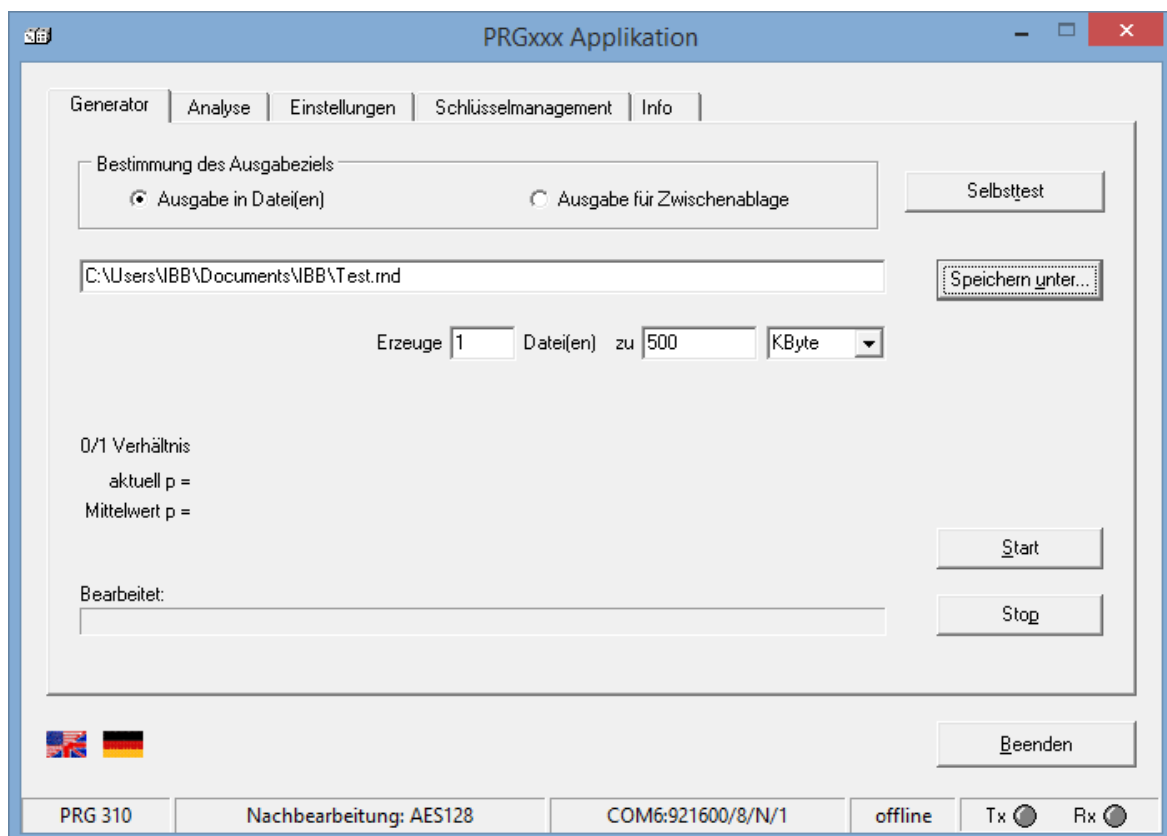 PRGxxx Applikation
Generator Analyse Einstellungen Schlüsselmanagement Info
Bestimmung des Ausgabeziels
Ausgabe in Datei(en) Ausgabe für Zwischenablage Selbsttest
C:\Users\IBB\Documents\IBB\Test.rnd Speichern unter...
Erzeuge 1 Datei(en) zu 500 KByte
0/1 Verhältnis
aktuell p =
Mittelwert p =
Start
Bearbeitet:
Stop
Beenden
PRG 310 Nachbearbeitung: AES128 COM6:921600/8/N/1 offline Tx Rx